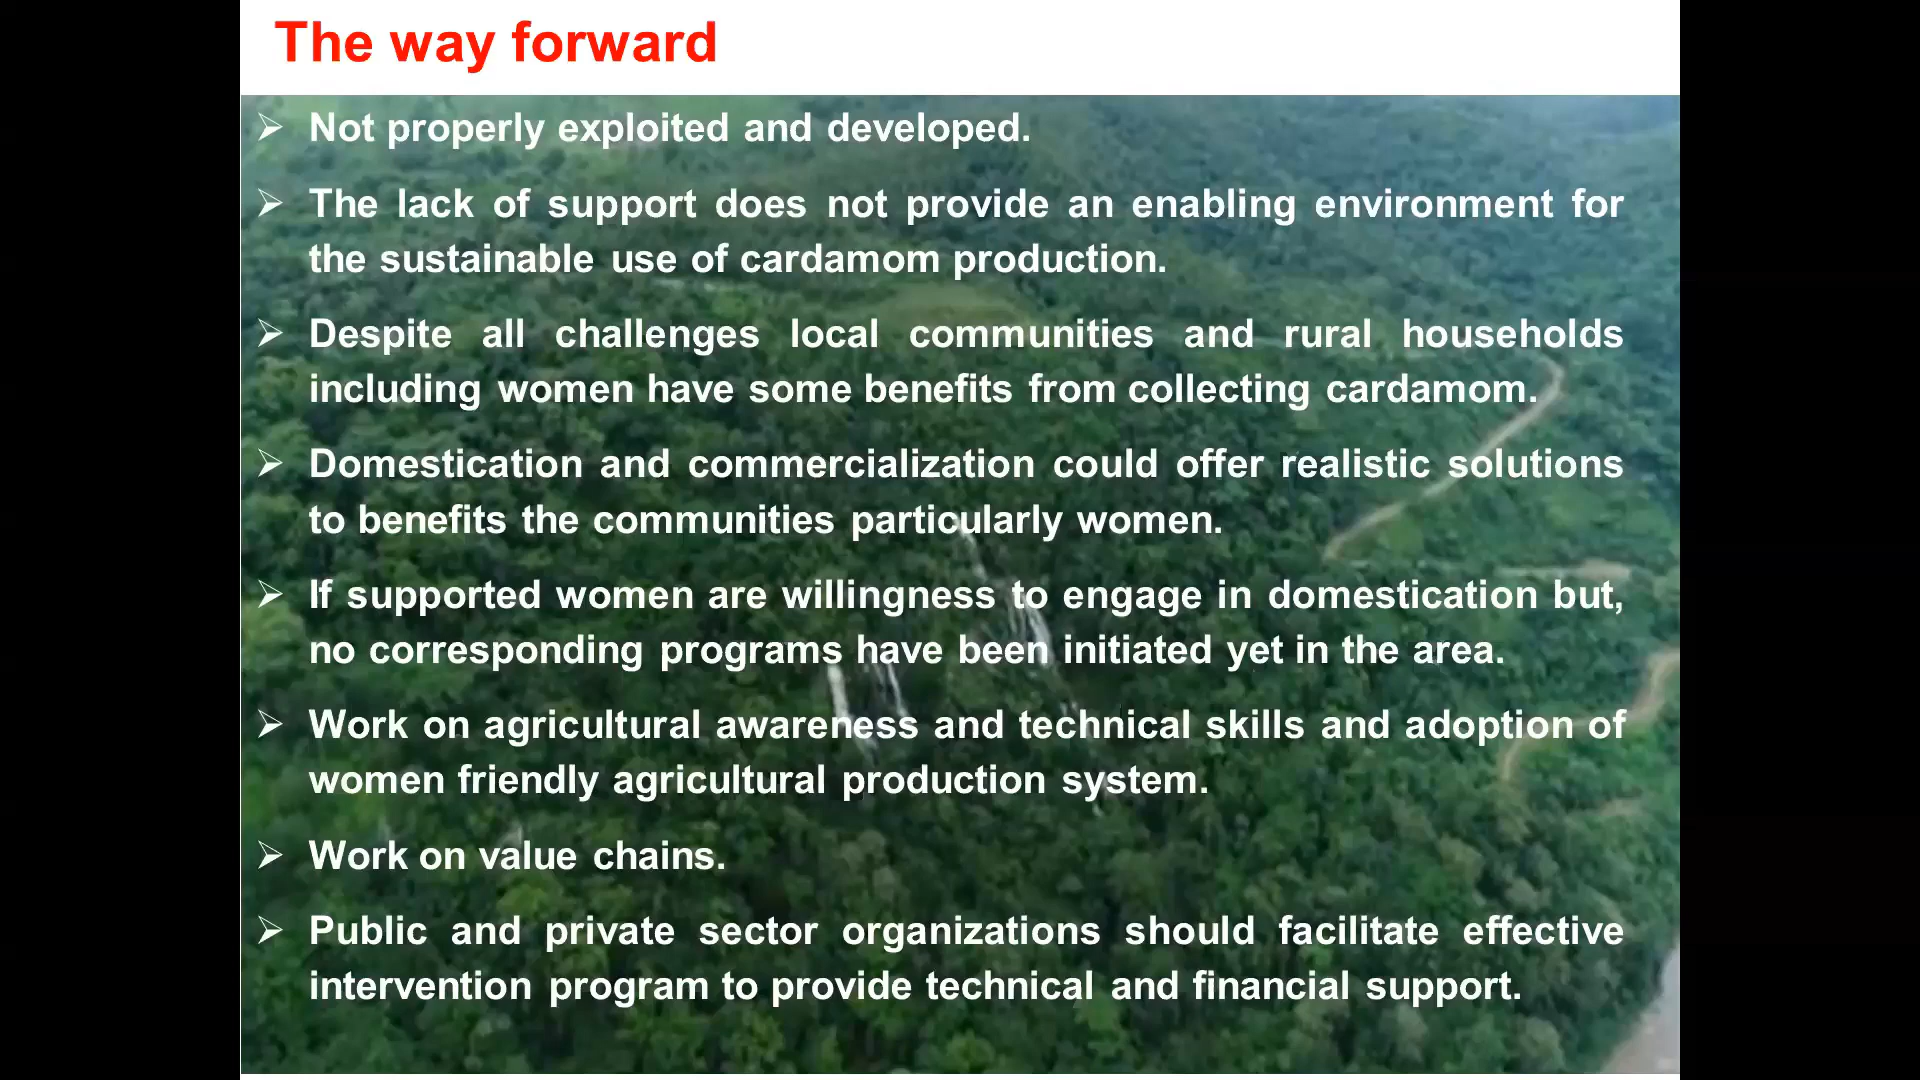 The way forward
➢ Not properly exploited and developed.
➢ The lack of support does not provide an enabling environment for
the sustainable use of cardamom production.
➢ Despite all challenges local communities and rural households
including women have some benefits from collecting cardamom.
➢ Domestication and commercialization could offer realistic solutions
to benefits the communities particularly women.
➢ If supported women are willingness to engage in domestication but,
no corresponding programs have been initiated yet in the area.
➢ Work on agricultural awareness and technical skills and adoption of
women friendly agricultural production system.
➢ Work on value chains.
➢ Public and private sector organizations should facilitate effective
intervention program to provide technical and financial support.